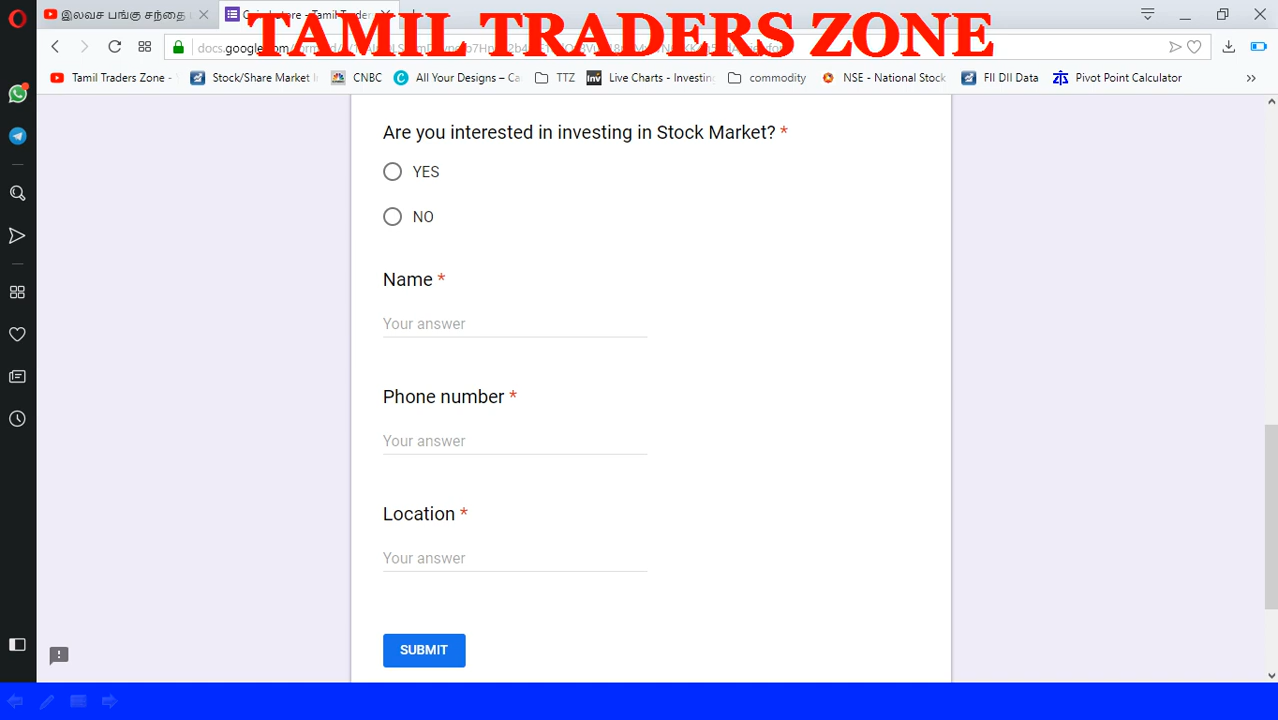 TAMIL TRADERS ZONE
இலவச பங்கு சந்தை
Tamil Traders Zone -
Stock/Share Market
CNBC
All Your Designes – Ca
TTZ
Inv
Live Charts - Investing
commodity
NSE - National Stock
FII DII Data
Pivot Point Calculator
Are you interested in investing in Stock Market? *
YES
NO
Name *
Your answer
Phone number *
Your answer
Location *
Your answer
SUBMIT